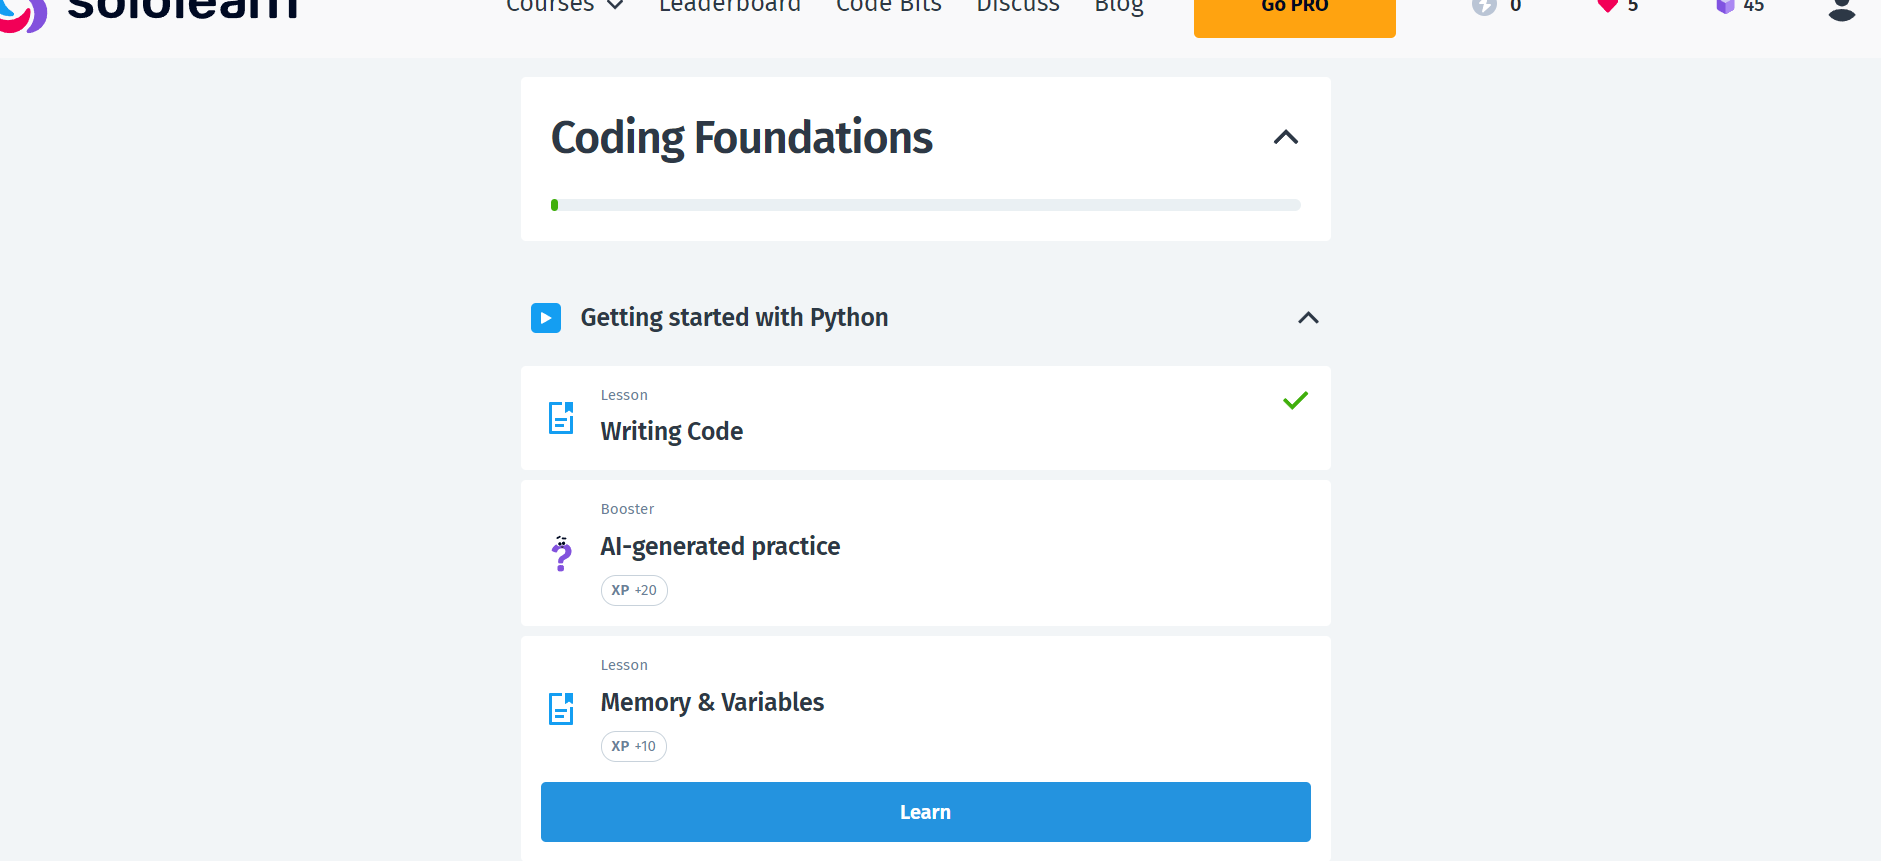 sololearn
Courses Leaderboard Code Bits Discuss Blog Go PRO 0 5 45
Coding Foundations
Getting started with Python
Lesson
Writing Code
Booster
AI-generated practice
XP +20
Lesson
Memory & Variables
XP +10
Learn